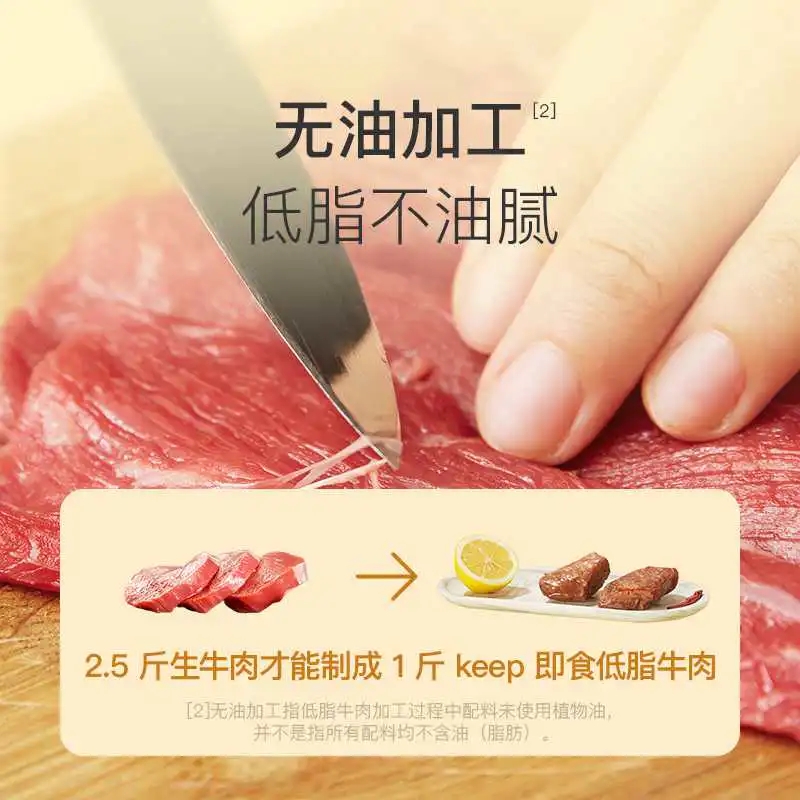 无油加工[2]
低脂不油腻
2.5 斤生牛肉才能制成 1 斤 keep 即食低脂牛肉
[2]无油加工指低脂牛肉加工过程中配料未使用植物油,
并不是指所有配料均不含油（脂肪）。